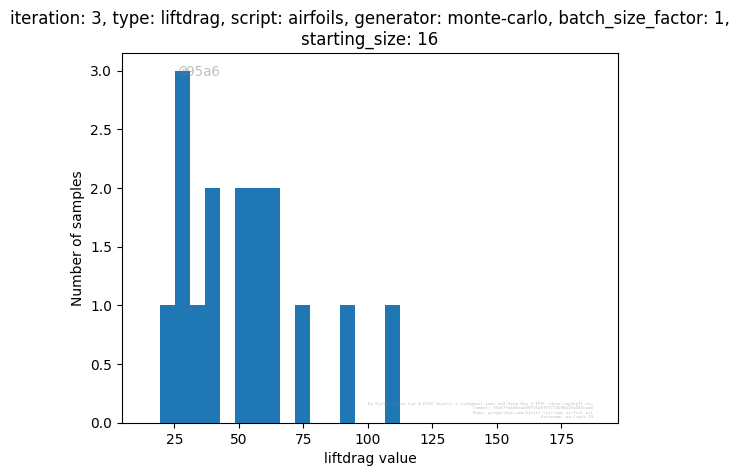 iteration: 3, type: liftdrag, script: airfoils, generator: monte-carlo, batch_size_factor: 1,
starting_size: 16
@95a6
3.0
2.5
2.0
1.5
1.0
0.5
0.0
Number of samples
25
50
75
100
125
150
175
liftdrag value